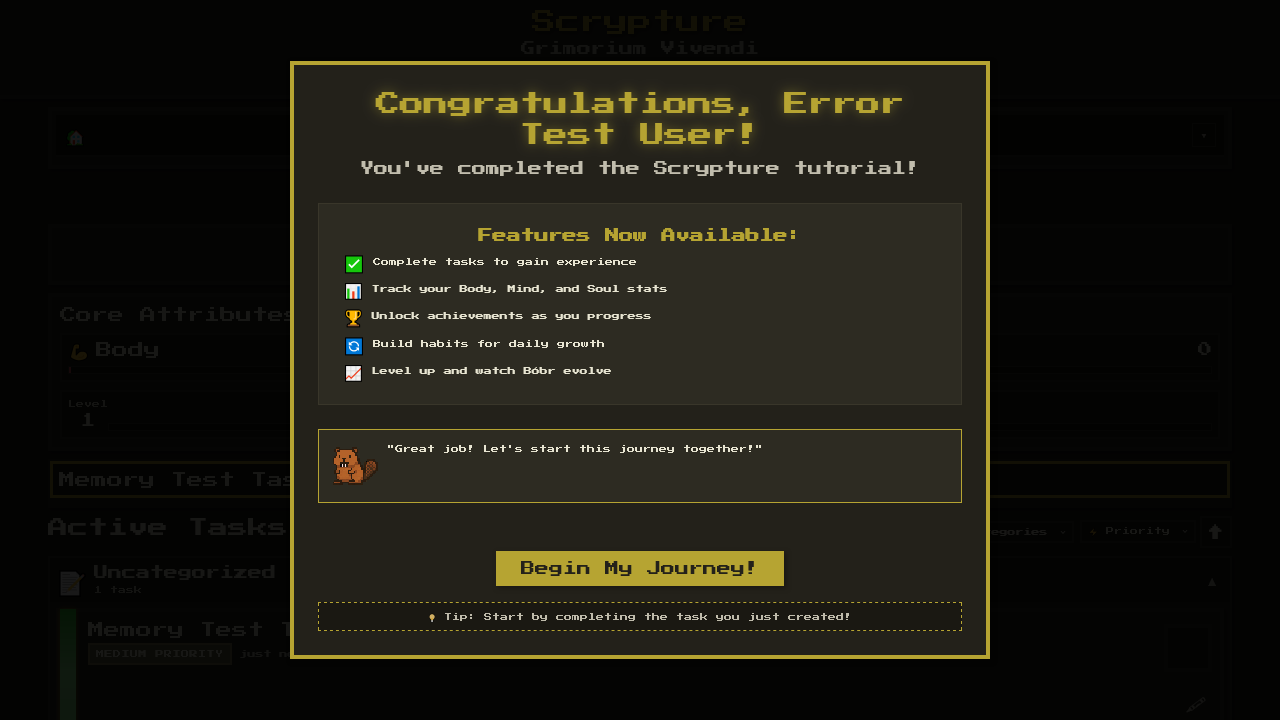 Scrypture
Grimorium Vivendi
Congratulations, Error
Test User!
You've completed the Scrypture tutorial!
Features Now Available:
Complete tasks to gain experience
Track your Body, Mind, and Soul stats
Unlock achievements as you progress
Build habits for daily growth
Level up and watch Bóbr evolve
"Great job! Let's start this journey together!"
Begin My Journey!
Tip: Start by completing the task you just created!
Core Attributes
Body
0
Level
1
Memory Test Tas
Active Tasks
egories
Priority
Uncategorized
1 task
Memory Test T
MEDIUM PRIORITY just n